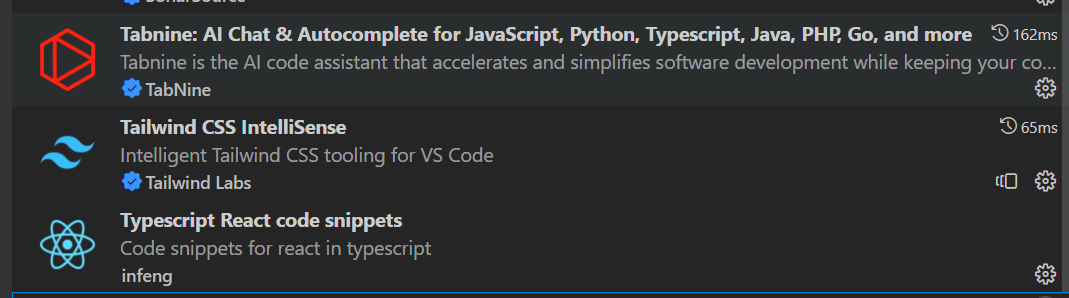 Tabnine: AI Chat & Autocomplete for JavaScript, Python, Typescript, Java, PHP, Go, and more 162ms
Tabnine is the AI code assistant that accelerates and simplifies software development while keeping your co...
TabNine
Tailwind CSS IntelliSense 65ms
Intelligent Tailwind CSS tooling for VS Code
Tailwind Labs
Typescript React code snippets
Code snippets for react in typescript
infeng